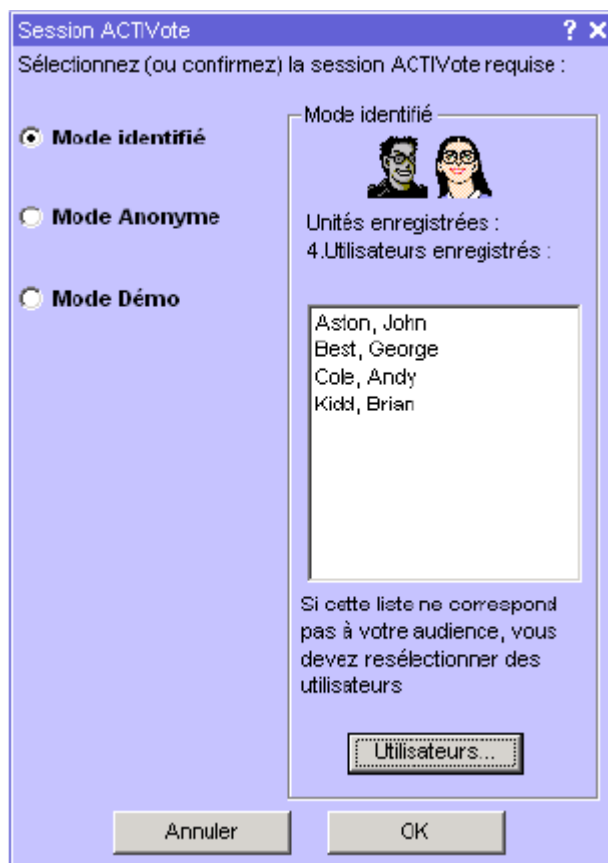 Session ACTIVote ? X
Sélectionnez (ou confirmez) la session ACTIVote requise :
Mode identifié
Mode Anonyme
Mode Démo
Mode identifié
Unités enregistrées :
4.Utilisateurs enregistrés :
Aston, John
Best, George
Cole, Andy
Kidd, Brian
Si cette liste ne correspond
pas à votre audience, vous
devez resélectionner des
utilisateurs
Utilisateurs...
Annuler
OK